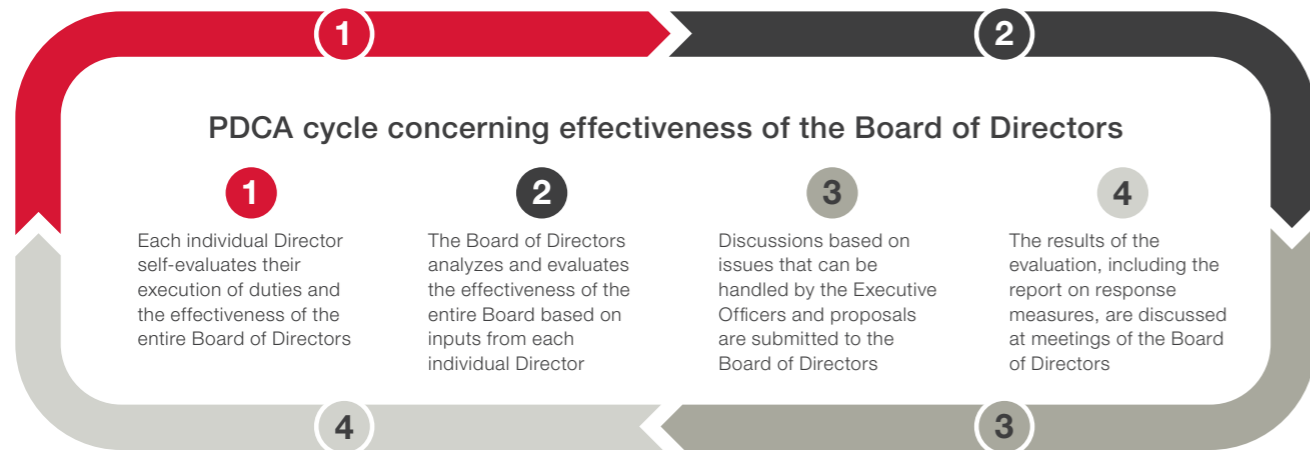 1
2
PDCA cycle concerning effectiveness of the Board of Directors
1
Each individual Director
self-evaluates their
execution of duties and
the effectiveness of the
entire Board of Directors
2
The Board of Directors
analyzes and evaluates
the effectiveness of the
entire Board based on
inputs from each
individual Director
3
Discussions based on
issues that can be
handled by the Executive
Officers and proposals
are submitted to the
Board of Directors
4
The results of the
evaluation, including the
report on response
measures, are discussed
at meetings of the Board
of Directors
4
3